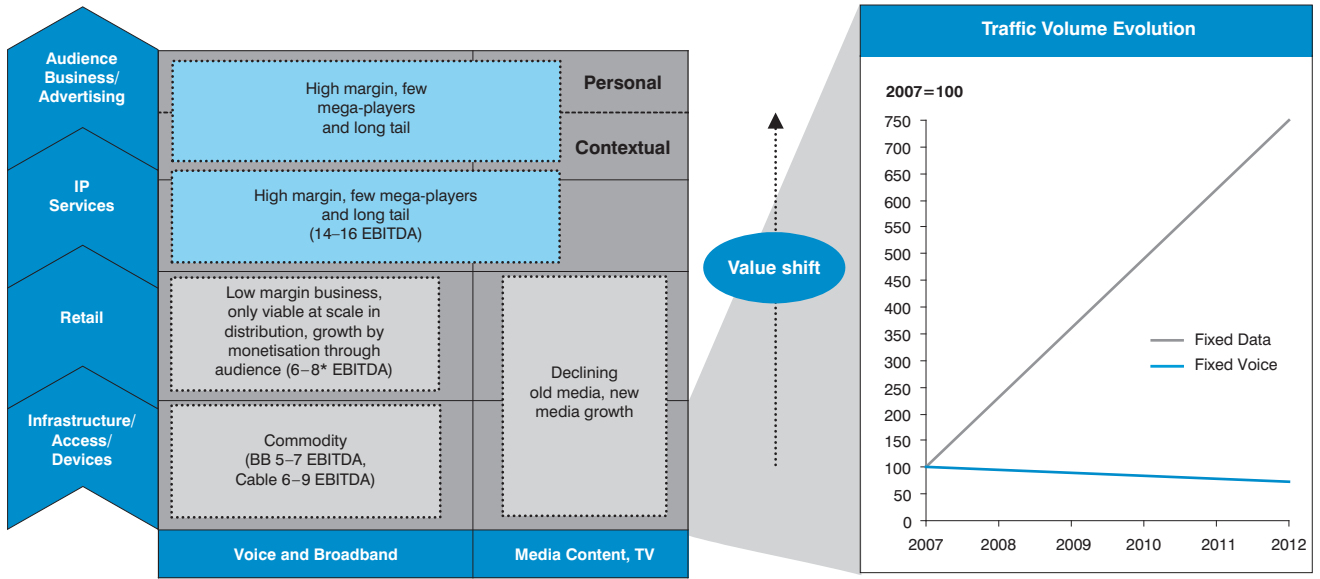 Audience
Business/
Advertising
IP
Services
Retail
Infrastructure/
Access/
Devices
High margin, few
mega-players
and long tail
Personal
Contextual
High margin, few mega-players
and long tail
(14–16 EBITDA)
Low margin business,
only viable at scale in
distribution, growth by
monetisation through
audience (6–8* EBITDA)
Commodity
(BB 5–7 EBITDA,
Cable 6–9 EBITDA)
Declining
old media, new
media growth
Voice and Broadband
Media Content, TV
Value shift
Traffic Volume Evolution
2007=100
750
700
650
600
550
500
450
400
350
300
250
200
150
100
50
0
2007 2008 2009 2010 2011 2012
Fixed Data
Fixed Voice